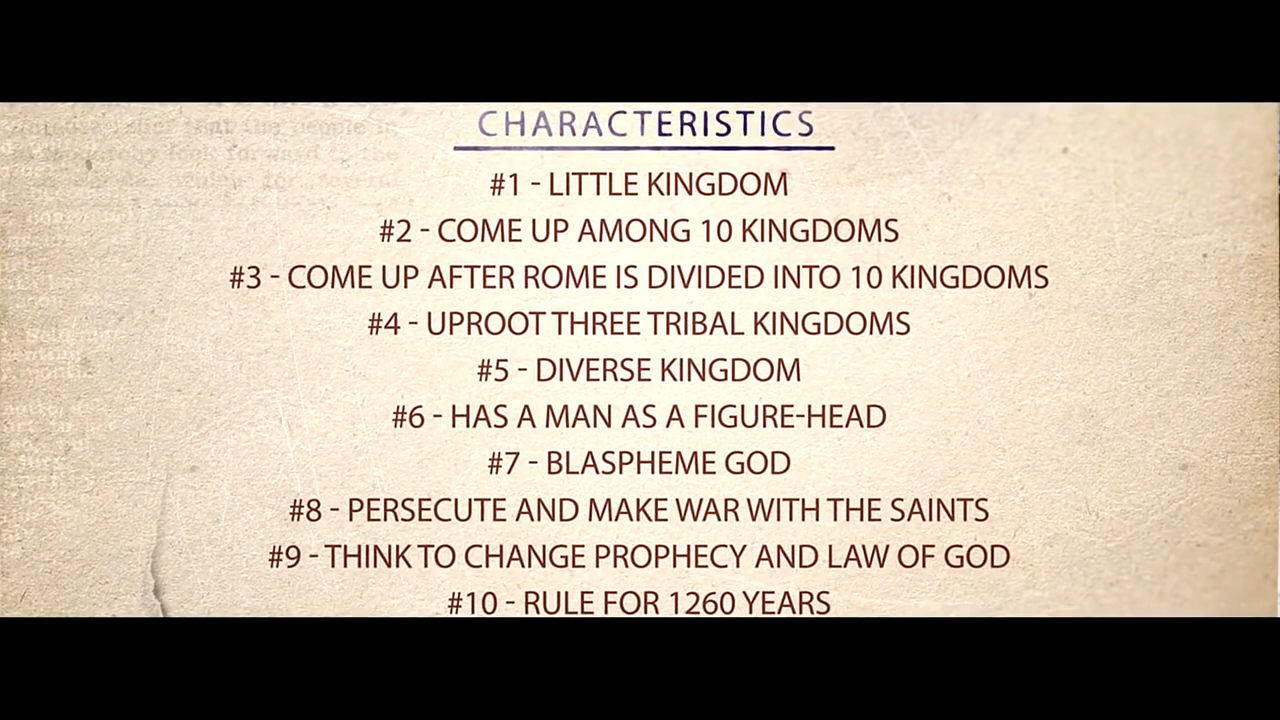 CHARACTERISTICS
#1 - LITTLE KINGDOM
#2 - COME UP AMONG 10 KINGDOMS
#3 - COME UP AFTER ROME IS DIVIDED INTO 10 KINGDOMS
#4 - UPROOT THREE TRIBAL KINGDOMS
#5 - DIVERSE KINGDOM
#6 - HAS A MAN AS A FIGURE-HEAD
#7 - BLASPHEME GOD
#8 - PERSECUTE AND MAKE WAR WITH THE SAINTS
#9 - THINK TO CHANGE PROPHECY AND LAW OF GOD
#10 - RULE FOR 1260 YEARS